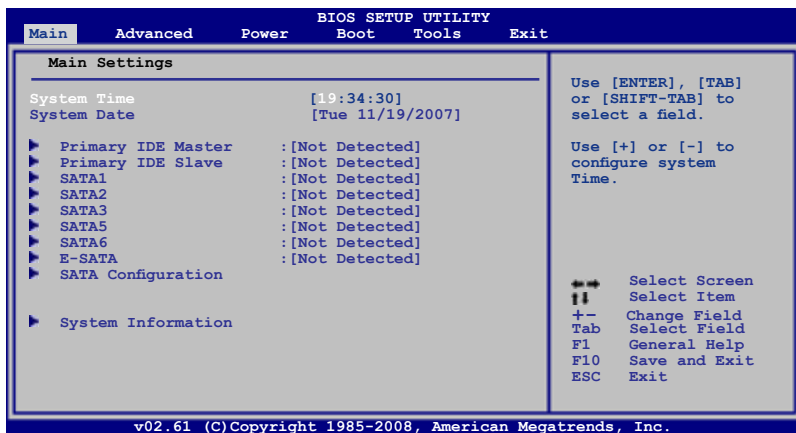 BIOS SETUP UTILITY
Main Advanced Power Boot Tools Exit
Main Settings
System Time [19:34:30]
System Date [Tue 11/19/2007]
Primary IDE Master :[Not Detected]
Primary IDE Slave :[Not Detected]
SATA1 :[Not Detected]
SATA2 :[Not Detected]
SATA3 :[Not Detected]
SATA5 :[Not Detected]
SATA6 :[Not Detected]
E-SATA :[Not Detected]
SATA Configuration
System Information
Use [ENTER], [TAB]
or [SHIFT-TAB] to
select a field.
Use [+] or [-] to
configure system
Time.
Select Screen
Select Item
+- Change Field
Tab Select Field
F1 General Help
F10 Save and Exit
ESC Exit
v02.61 (C)Copyright 1985-2008, American Megatrends, Inc.